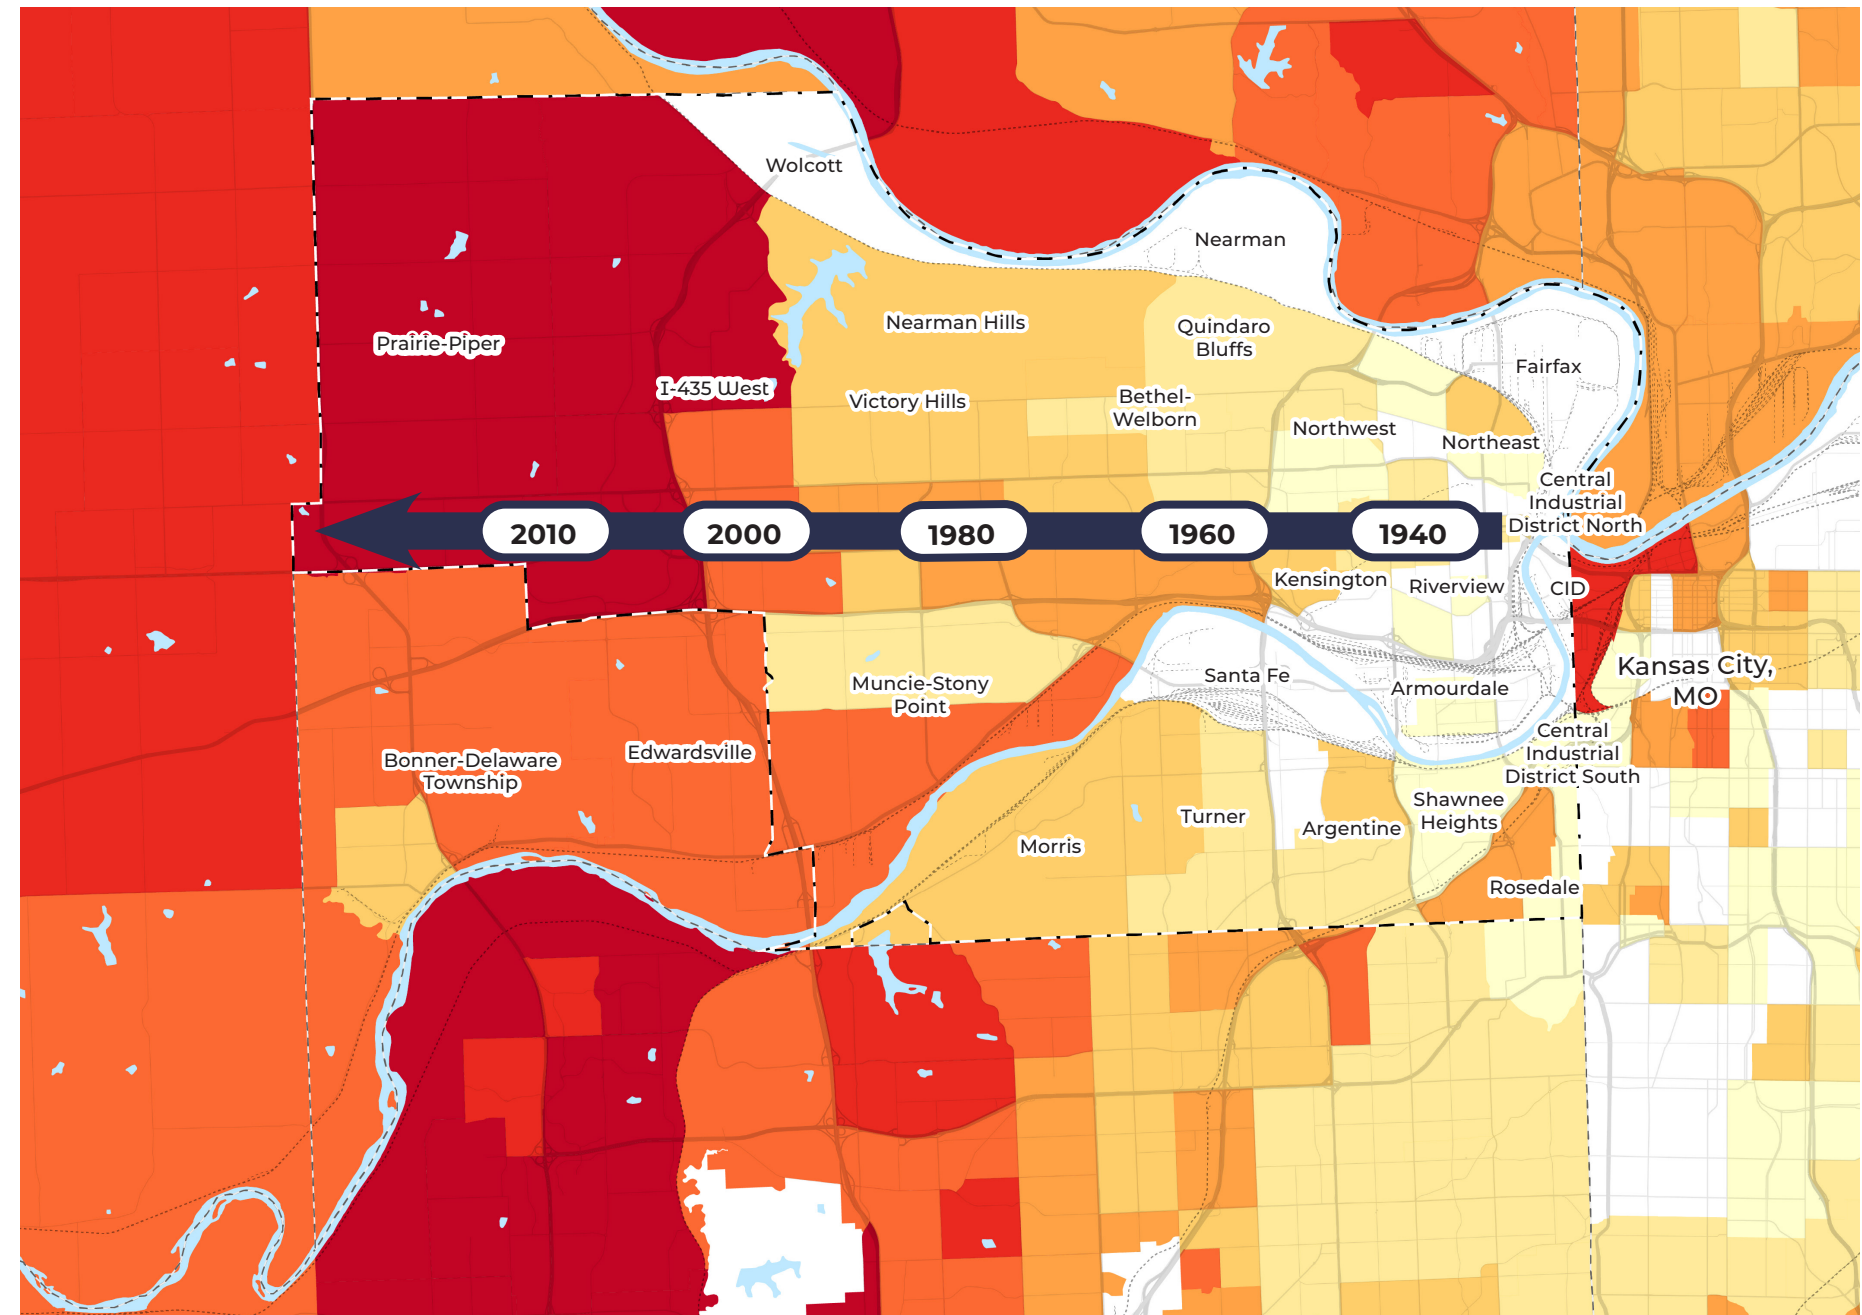 Wolcott
Nearman
Nearman Hills
Quindaro
Bluffs
Prairie-Piper
Fairfax
I-435 West
Victory Hills
Bethel-
Welborn
Northwest
Northeast
Central
Industrial
District North
2010
2000
1980
1960
1940
Kensington
Riverview
CID
Santa Fe
Armourdale
Kansas City,
MO
Muncie-Stony
Point
Bonner-Delaware
Township
Edwardsville
Central
Industrial
District South
Shawnee
Heights
Turner
Argentine
Morris
Rosedale